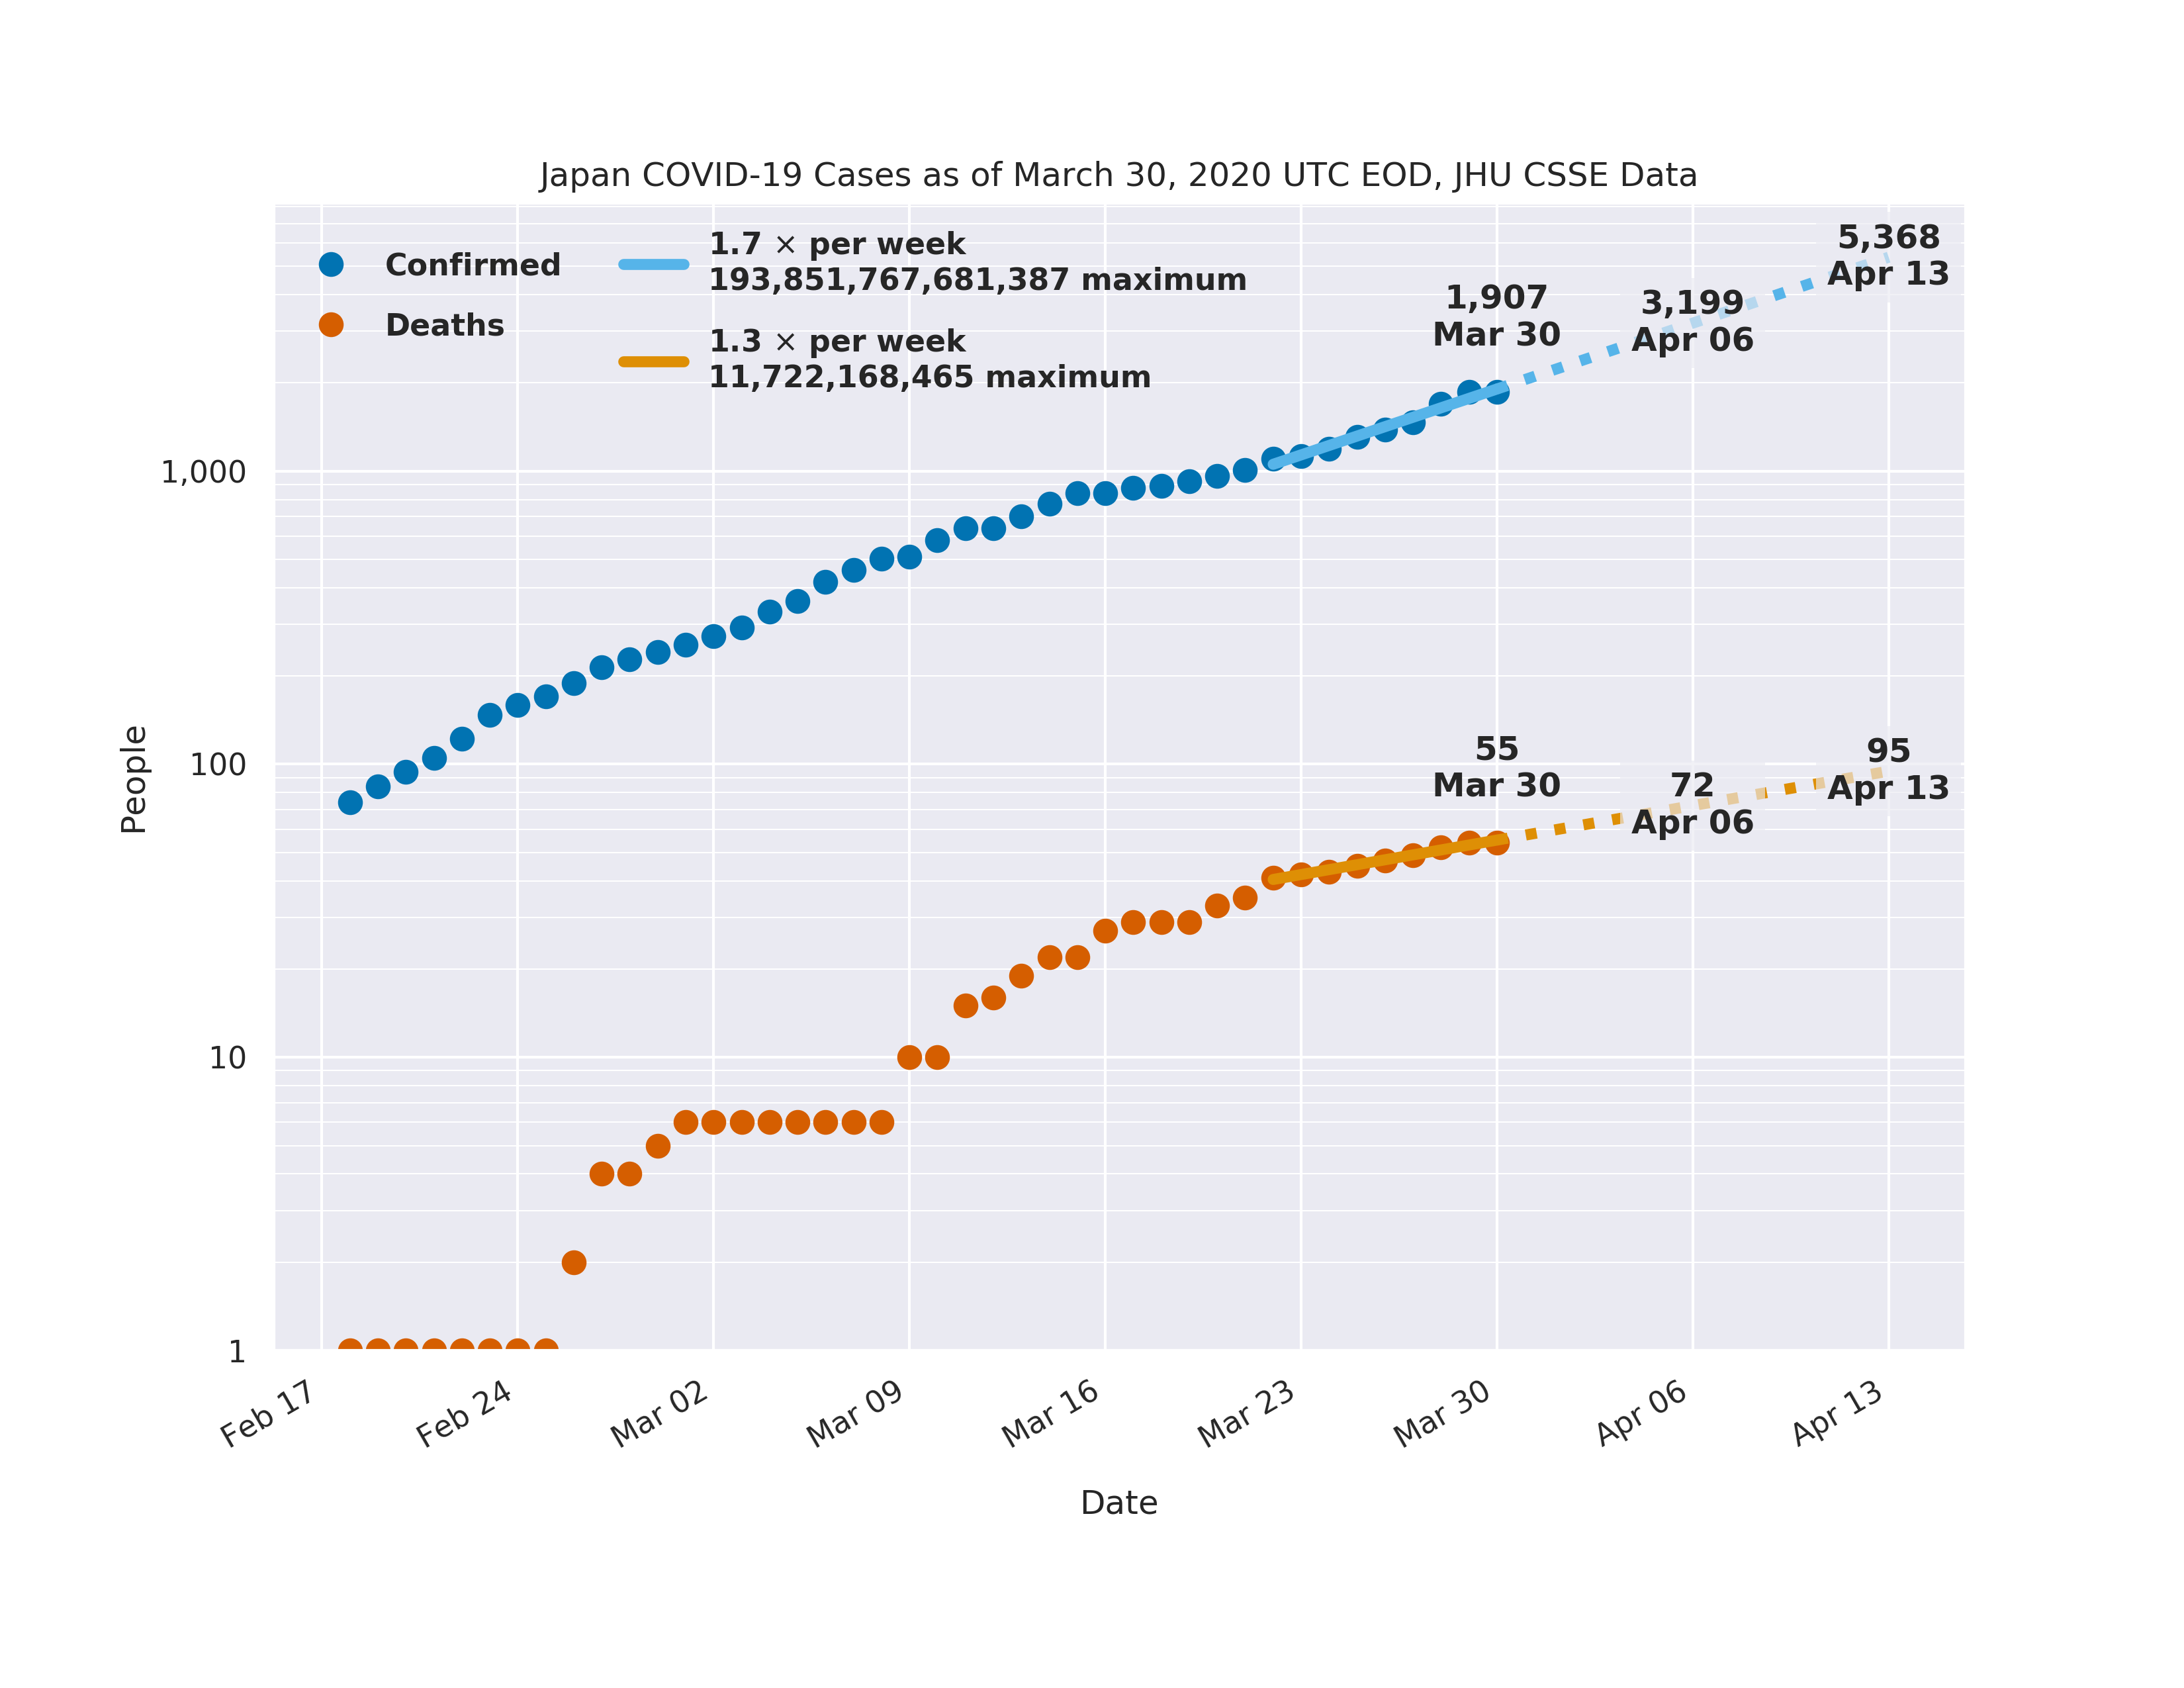 Japan COVID-19 Cases as of March 30, 2020 UTC EOD, JHU CSSE Data
Confirmed
Deaths
1.7 × per week
193,851,767,681,387 maximum
1.3 × per week
11,722,168,465 maximum
1,907
Mar 30
3,199
Apr 06
5,368
Apr 13
55
Mar 30
72
Apr 06
95
Apr 13
People
1,000
100
10
1
Feb 17
Feb 24
Mar 02
Mar 09
Mar 16
Mar 23
Mar 30
Apr 06
Apr 13
Date